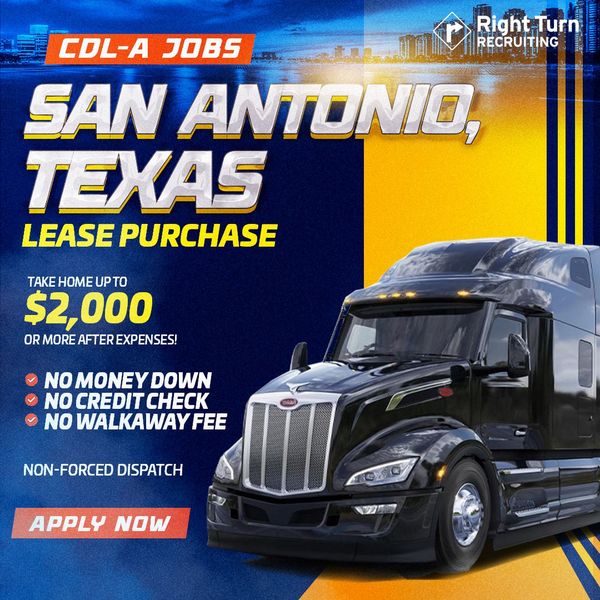 CDL-A JOBS
Right Turn
RECRUITING
SAN ANTONIO,
TEXAS
LEASE PURCHASE
TAKE HOME UP TO
$2,000
OR MORE AFTER EXPENSES!
NO MONEY DOWN
NO CREDIT CHECK
NO WALKAWAY FEE
NON-FORCED DISPATCH
APPLY NOW